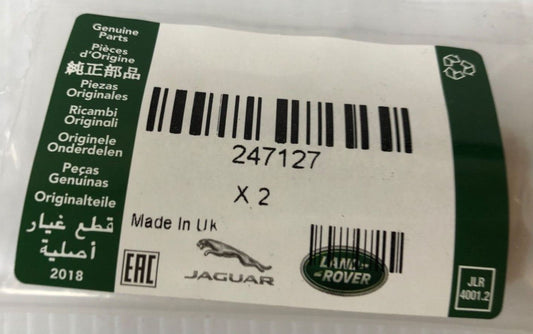 Genuine
Parts
Pièces
d'Origine
純正部品
Piezas
Originales
Ricambi
Originali
Originele
Onderdelen
Peças
Genuinas
Originalteile
قطع غيار
أصلية
2018
247127
X 2
Made In Uk
EAC
JAGUAR
LAND
ROVER
JLR
4001.2